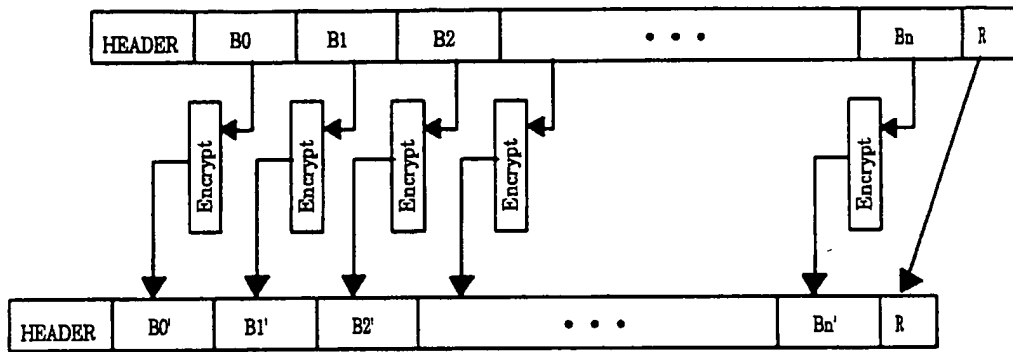 HEADER B0 B1 B2 • • • Bn R
Encrypt Encrypt Encrypt Encrypt Encrypt
HEADER B0' B1' B2' • • • Bn' R